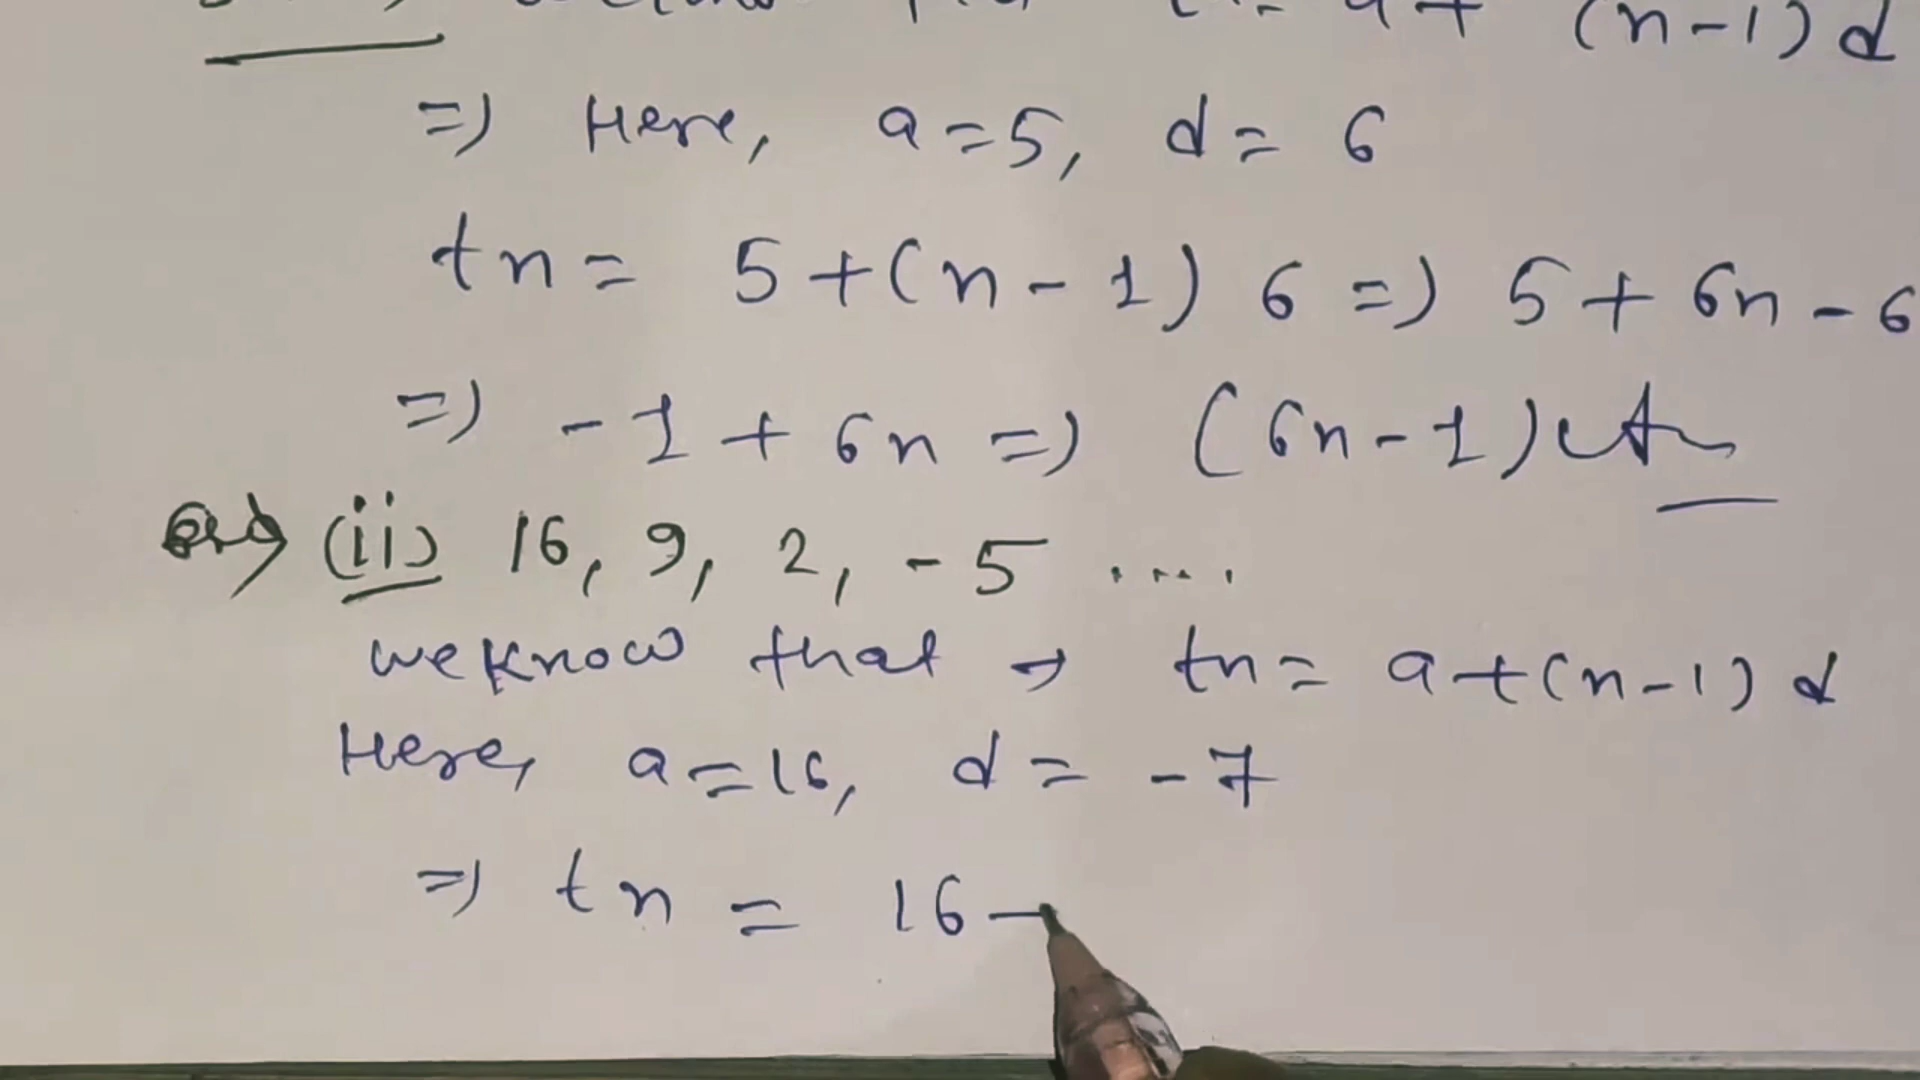 a + (n-1) d
=) Here, a=5, d= 6
tn= 5+(n-1) 6 =) 5+ 6n-6
=) -1+6n =) (6n-1)
(ii) 16, 9, 2, -5 ....
we know that → tn= a+(n-1) d
Here, a=16, d= -7
=) tn = 16-